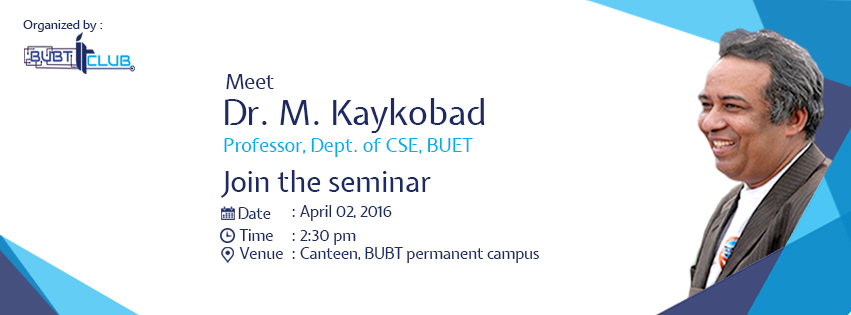 Organized by :
BUBT it CLUB
Meet
Dr. M. Kaykobad
Professor, Dept. of CSE, BUET
Join the seminar
Date : April 02, 2016
Time : 2:30 pm
Venue : Canteen, BUBT permanent campus